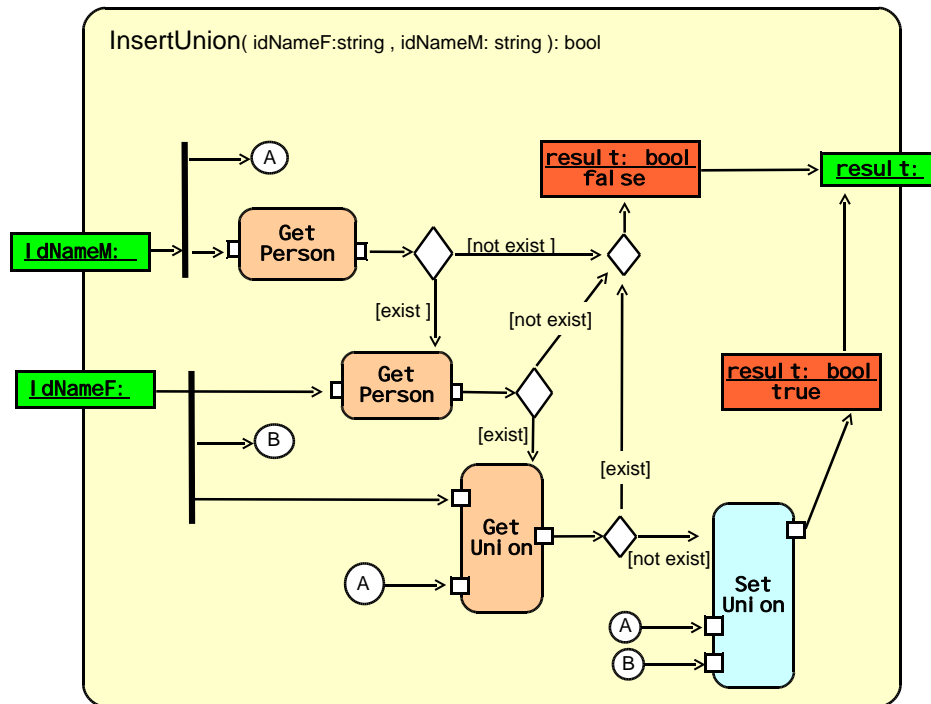 InsertUnion( idNameF:string , idNameM: string ): bool
A
result: bool
false
result:
IdNameM:
Get
Person
[not exist ]
[exist ]
[not exist]
IdNameF:
Get
Person
result: bool
true
B
[exist]
[exist]
Get
Union
[not exist]
A
Set
Union
A
B